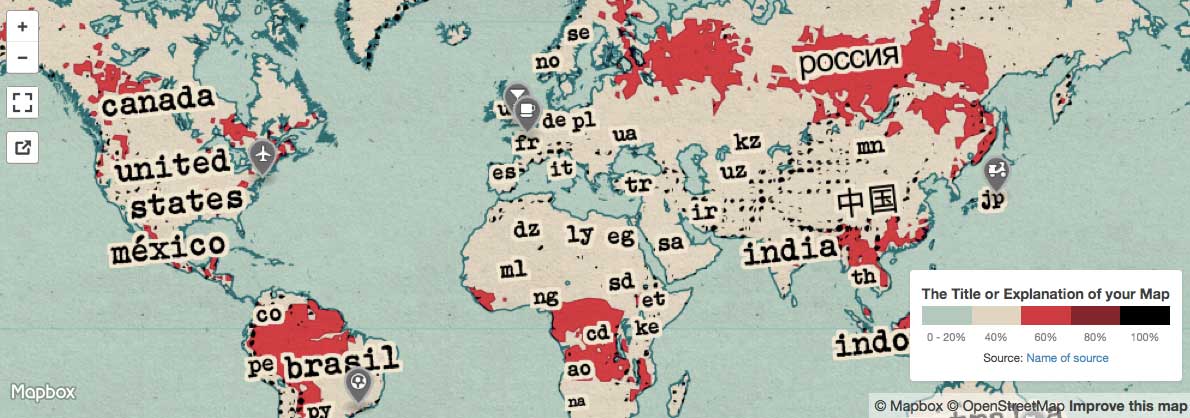 +
−
se
no
россия
canada
de
pl
ua
fr
kz
mn
united
states
es
it
uz
tr
jp
中国
ir
méxico
dz
ly
eg
sa
india
ml
sd
th
ng
et
The Title or Explanation of your Map
co
cd
ke
0 - 20%
40%
60%
80%
100%
indo
pe
brasil
ao
Source: Name of source
Mapbox
na
py
© Mapbox © OpenStreetMap Improve this map